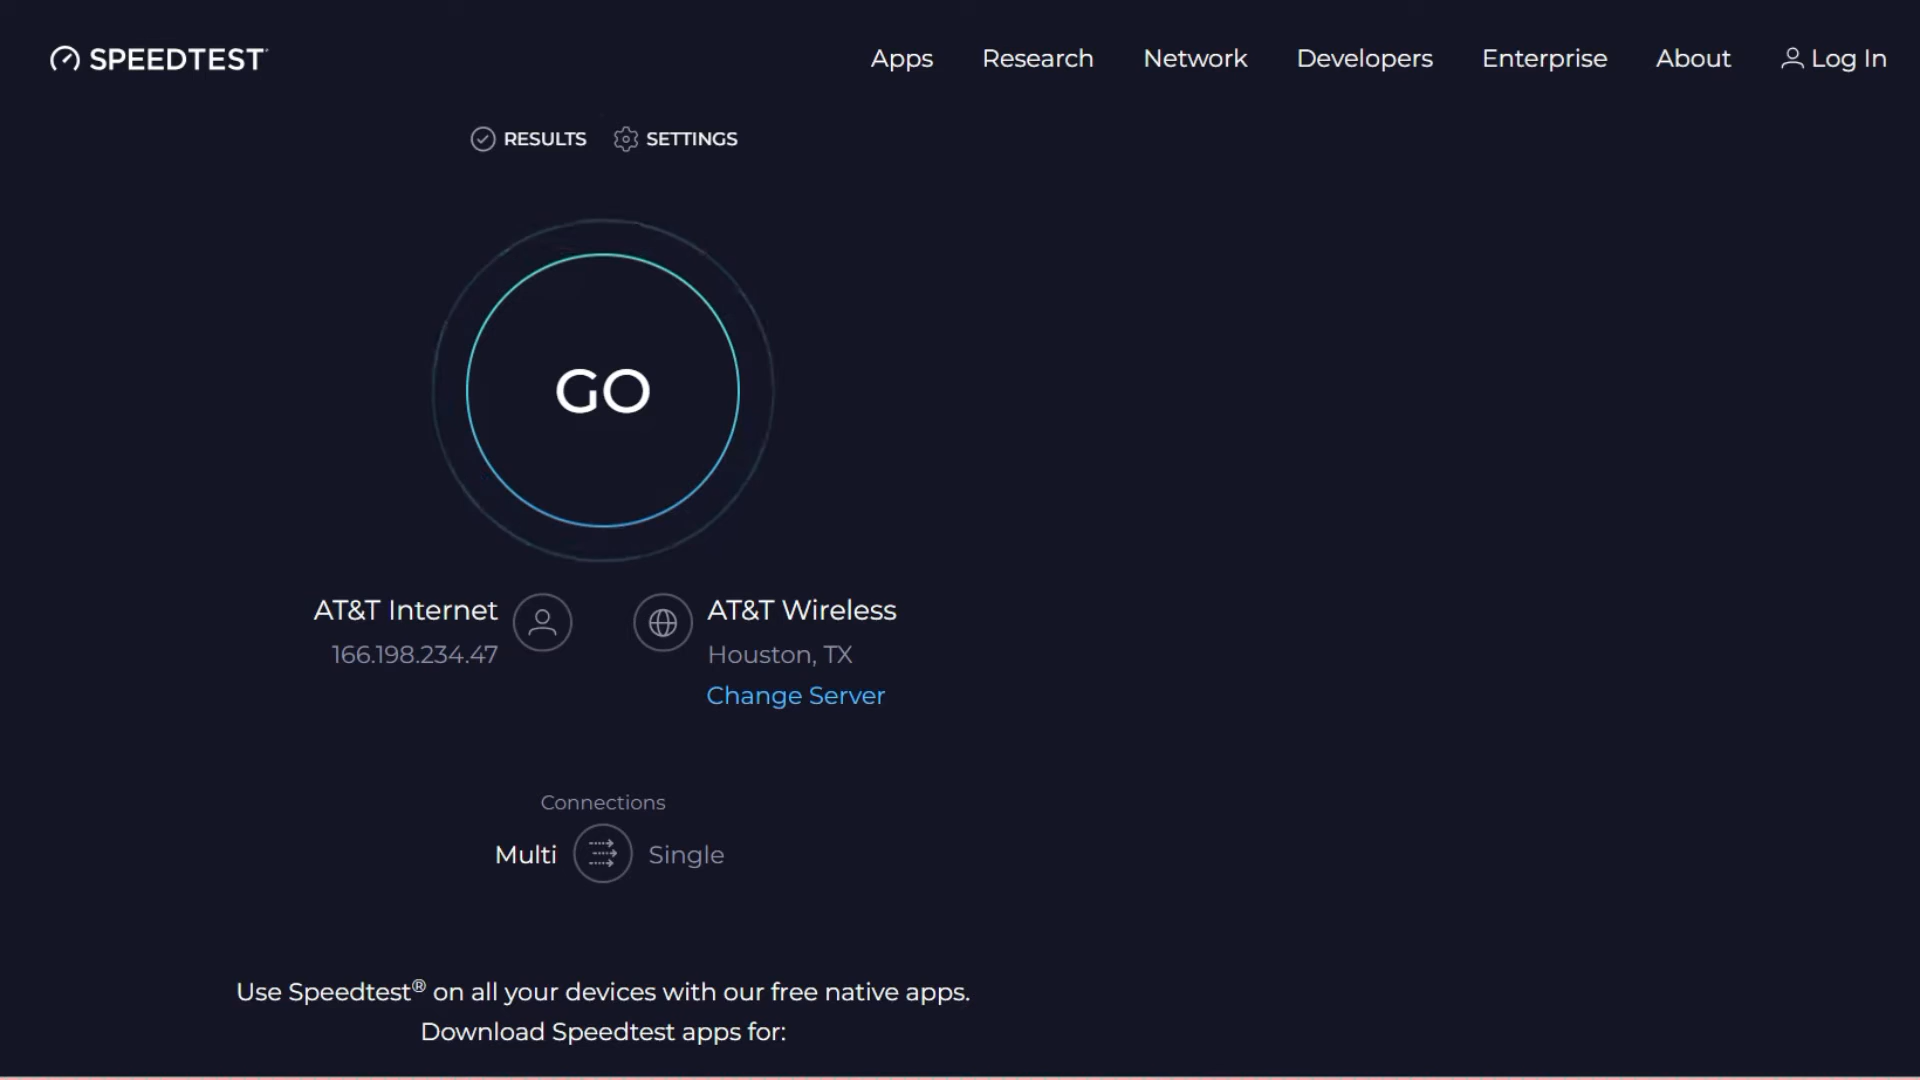 SPEEDTEST
Apps Research Network Developers Enterprise About Log In
RESULTS SETTINGS
GO
AT&T Internet
166.198.234.47
AT&T Wireless
Houston, TX
Change Server
Connections
Multi Single
Use Speedtest® on all your devices with our free native apps.
Download Speedtest apps for: